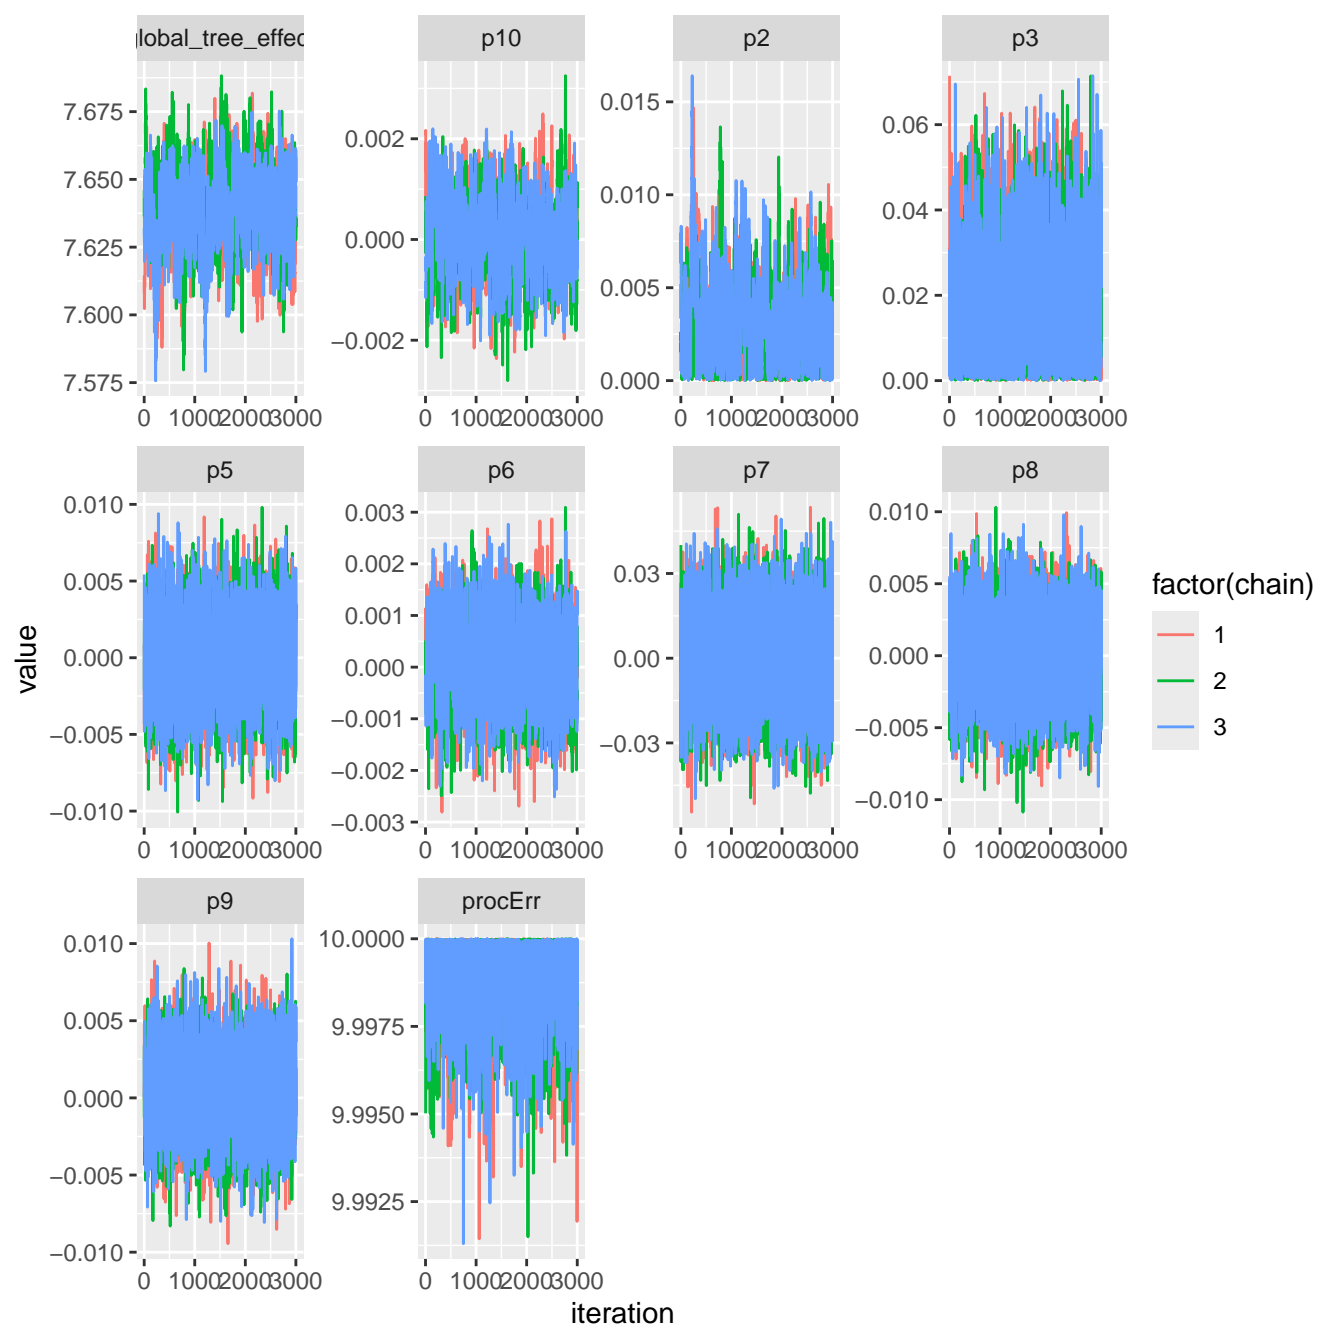 global_tree_effec
p10
p2
p3
7.675
7.650
7.625
7.600
7.575
0.002
0.000
−0.002
0.015
0.010
0.005
0.000
0.06
0.04
0.02
0.00
0 1000 2000 3000
0 1000 2000 3000
0 1000 2000 3000
0 1000 2000 3000
p5
p6
p7
p8
0.010
0.005
0.000
−0.005
−0.010
0.003
0.002
0.001
0.000
−0.001
−0.002
−0.003
0.03
0.00
−0.03
0.010
0.005
0.000
−0.005
−0.010
0 1000 2000 3000
0 1000 2000 3000
0 1000 2000 3000
0 1000 2000 3000
p9
procErr
0.010
0.005
0.000
−0.005
−0.010
10.0000
9.9975
9.9950
9.9925
0 1000 2000 3000
0 1000 2000 3000
iteration
value
factor(chain)
1
2
3